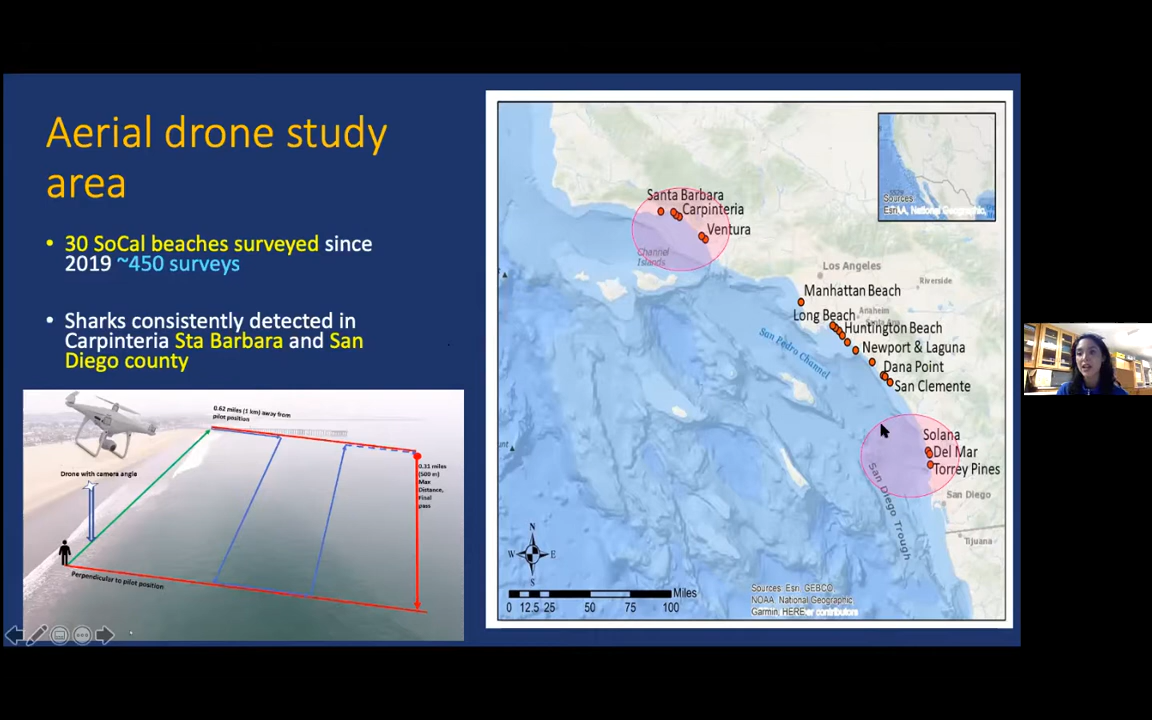 Aerial drone study
area
• 30 SoCal beaches surveyed since
2019 ~450 surveys
• Sharks consistently detected in
Carpinteria Sta Barbara and San
Diego county
0.62 miles (1 km) away from
pilot position
Drone with camera angle
0.31 miles
(500 m)
Max
Distance,
Final
pass
Perpendicular to pilot position
Sources
Esri
National Geographic,
Santa Barbara
Carpinteria
Ventura
Channel
Islands
Los Angeles
Riverside
Manhattan Beach
Long Beach
Anaheim
Santa Ana
Huntington Beach
San Pedro Channel
Newport & Laguna
Dana Point
San Clemente
Solana
Del Mar
Torrey Pines
San Diego Trough
San Diego
Tijuana
N
W E
S
Miles
0 12.5 25 50 75 100
Sources: Esri, GEBCO,
NOAA, National Geographic,
Garmin, HERE
contributors